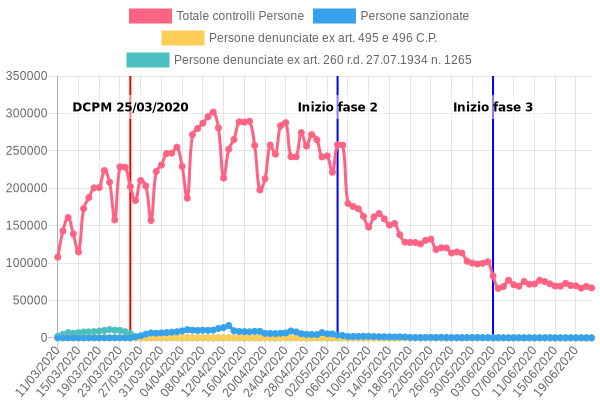 Totale controlli Persone Persone sanzionate
Persone denunciate ex art. 495 e 496 C.P.
Persone denunciate ex art. 260 r.d. 27.07.1934 n. 1265
350000
DCPM 25/03/2020 Inizio fase 2 Inizio fase 3
300000
250000
200000
150000
100000
50000
0
11/03/2020 15/03/2020 19/03/2020 23/03/2020 27/03/2020 31/03/2020 04/04/2020 08/04/2020 12/04/2020 16/04/2020 20/04/2020 24/04/2020 28/04/2020 02/05/2020 06/05/2020 10/05/2020 14/05/2020 18/05/2020 22/05/2020 26/05/2020 30/05/2020 03/06/2020 07/06/2020 11/06/2020 15/06/2020 19/06/2020